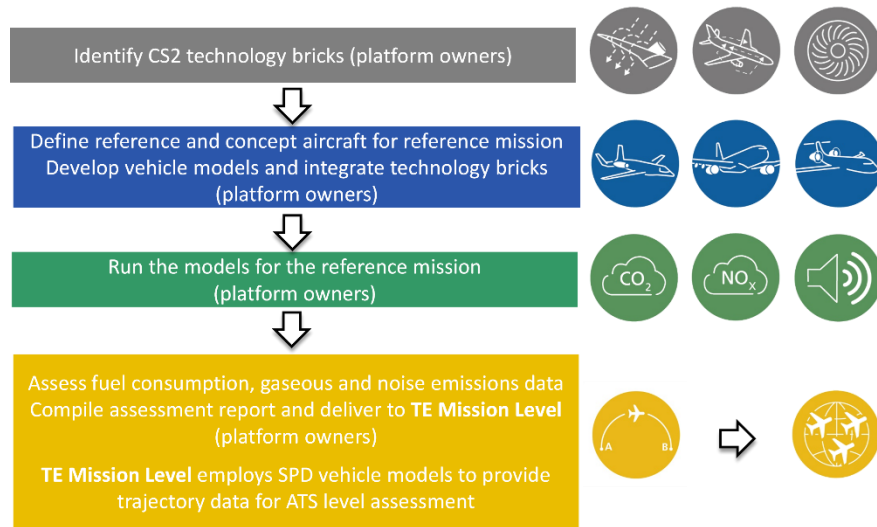 Identify CS2 technology bricks (platform owners)
Define reference and concept aircraft for reference mission
Develop vehicle models and integrate technology bricks
(platform owners)
Run the models for the reference mission
(platform owners)
CO₂
NOₓ
Assess fuel consumption, gaseous and noise emissions data
Compile assessment report and deliver to TE Mission Level
(platform owners)
TE Mission Level employs SPD vehicle models to provide
trajectory data for ATS level assessment
A
B